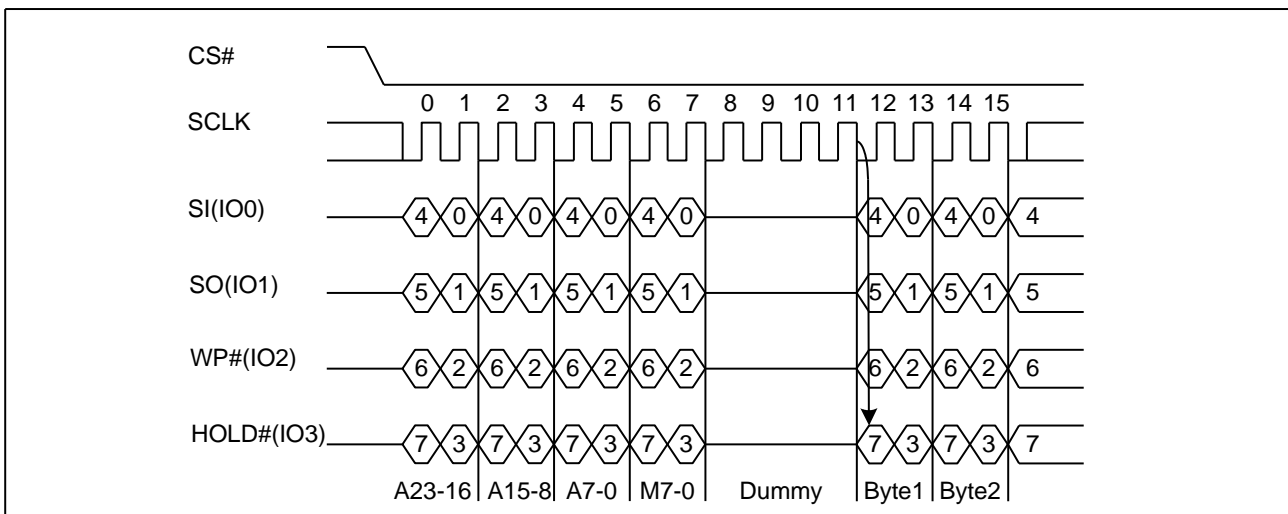 CS#
0 1 2 3 4 5 6 7 8 9 10 11 12 13 14 15
SCLK
SI(IO0) 4 0 4 0 4 0 4 0 4 0 4 0 4
SO(IO1) 5 1 5 1 5 1 5 1 5 1 5 1 5
WP#(IO2) 6 2 6 2 6 2 6 2 6 2 6 2 6
HOLD#(IO3) 7 3 7 3 7 3 7 3 7 3 7 3 7
A23-16 A15-8 A7-0 M7-0 Dummy Byte1 Byte2